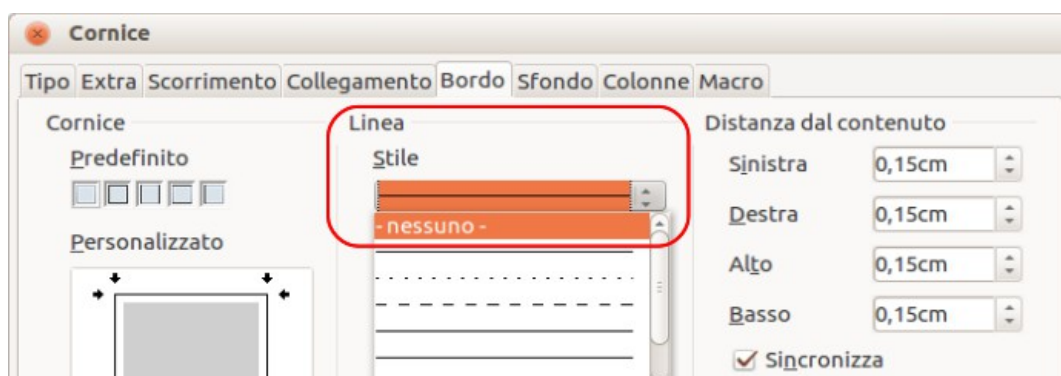 Cornice
Tipo Extra Scorrimento Collegamento Bordo Sfondo Colonne Macro
Cornice
Predefinito
Personalizzato
Linea
Stile
- nessuno -
Distanza dal contenuto
Sinistra 0,15cm
Destra 0,15cm
Alto 0,15cm
Basso 0,15cm
Sincronizza